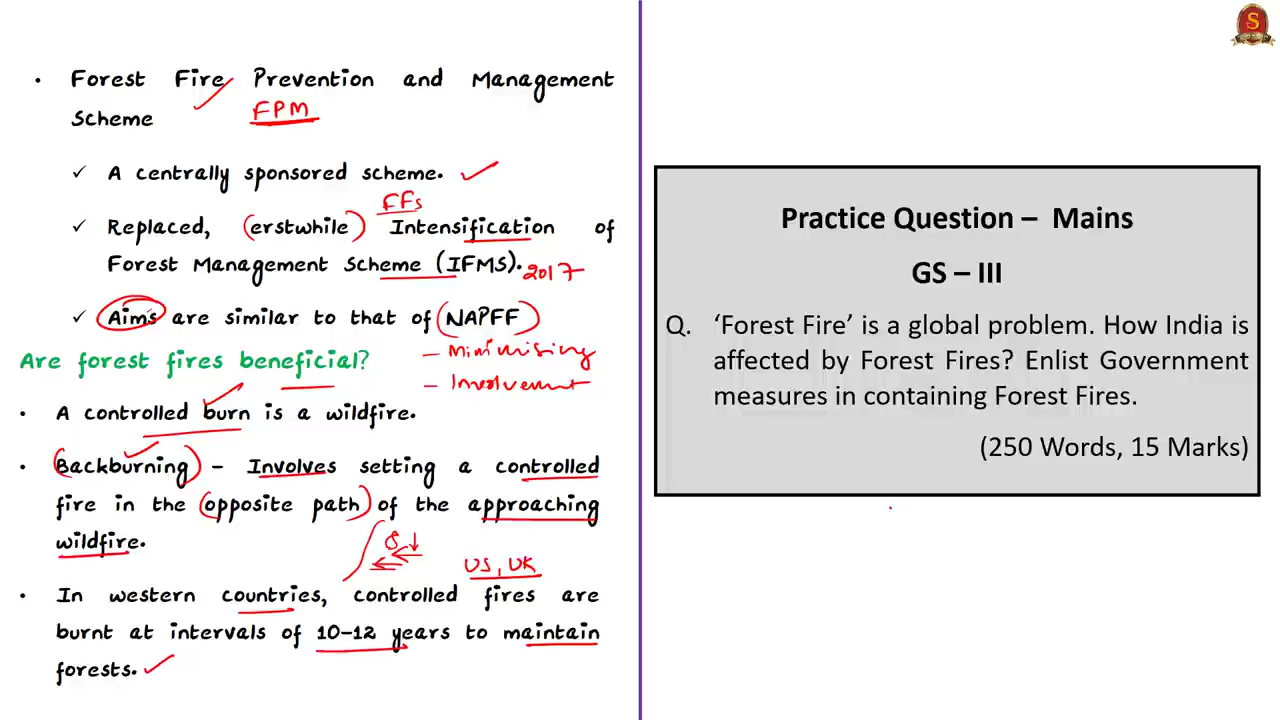 • Forest Fire Prevention and Management
Scheme FPM
✓ A centrally sponsored scheme.
FFs
✓ Replaced, (erstwhile) Intensification of
Forest Management Scheme (IFMS). 2017
✓ Aims are similar to that of (NAPFF)
Are forest fires beneficial?
- Minimising
- Involvement
• A controlled burn is a wildfire.
• (Backburning) - Involves setting a controlled
fire in the (opposite path) of the approaching
wildfire.
US, UK
• In western countries, controlled fires are
burnt at intervals of 10-12 years to maintain
forests.
S
Practice Question – Mains
GS – III
Q. ‘Forest Fire’ is a global problem. How India is
affected by Forest Fires? Enlist Government
measures in containing Forest Fires.
(250 Words, 15 Marks)